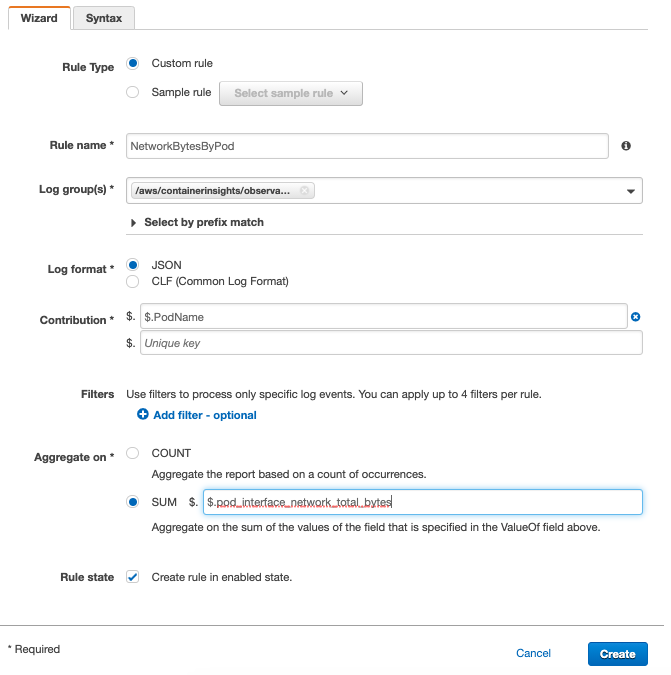 Wizard Syntax
Rule Type Custom rule
Sample rule Select sample rule
Rule name * NetworkBytesByPod
Log group(s) * /aws/containerinsights/observa...
Select by prefix match
Log format * JSON
CLF (Common Log Format)
Contribution * $. $.PodName
$. Unique key
Filters Use filters to process only specific log events. You can apply up to 4 filters per rule.
Add filter - optional
Aggregate on * COUNT
Aggregate the report based on a count of occurrences.
SUM $. $.pod_interface_network_total_bytes
Aggregate on the sum of the values of the field that is specified in the ValueOf field above.
Rule state Create rule in enabled state.
* Required Cancel Create